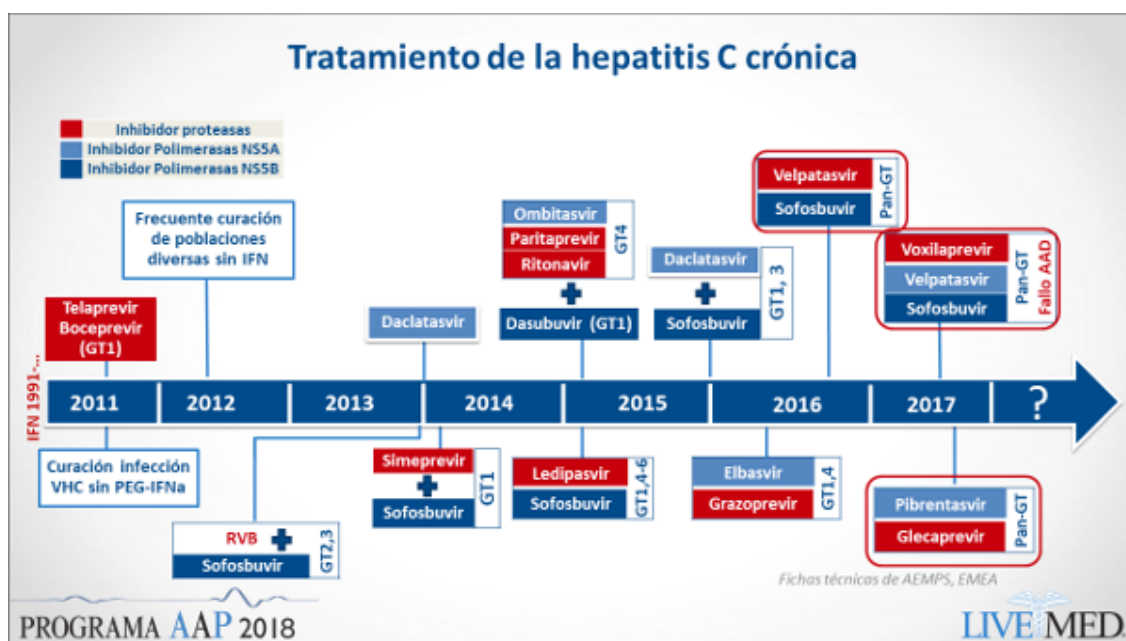 Tratamiento de la hepatitis C crónica
Inhibidor proteasas
Inhibidor Polimerasas NS5A
Inhibidor Polimerasas NS5B
Frecuente curación
de poblaciones
diversas sin IFN
Telaprevir
Boceprevir
(GT1)
Daclatasvir
Ombitasvir
Paritaprevir
Ritonavir
GT4
Dasubuvir (GT1)
Daclatasvir
Sofosbuvir
GT1, 3
Velpatasvir
Sofosbuvir
Pan-GT
Voxilaprevir
Velpatasvir
Sofosbuvir
Pan-GT
Fallo AAD
IFN 1991-...
2011
2012
2013
2014
2015
2016
2017
?
Curación infección
VHC sin PEG-IFNa
RVB
Sofosbuvir
GT2,3
Simeprevir
Sofosbuvir
GT1
Ledipasvir
Sofosbuvir
GT1,4-6
Elbasvir
Grazoprevir
GT1,4
Pibrentasvir
Glecaprevir
Pan-GT
Fichas técnicas de AEMPS, EMEA
PROGRAMA AAP 2018
LIVEMED